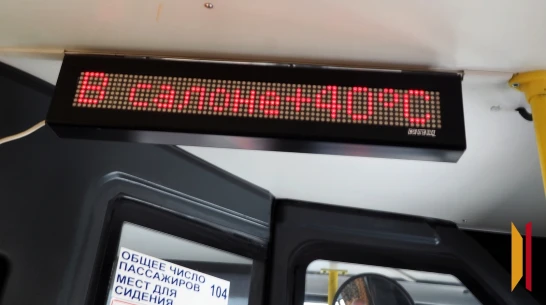 В салоне+40°C
ОБЩЕЕ ЧИСЛО
ПАССАЖИРОВ 104
МЕСТ ДЛЯ
СИДЕНИЯ